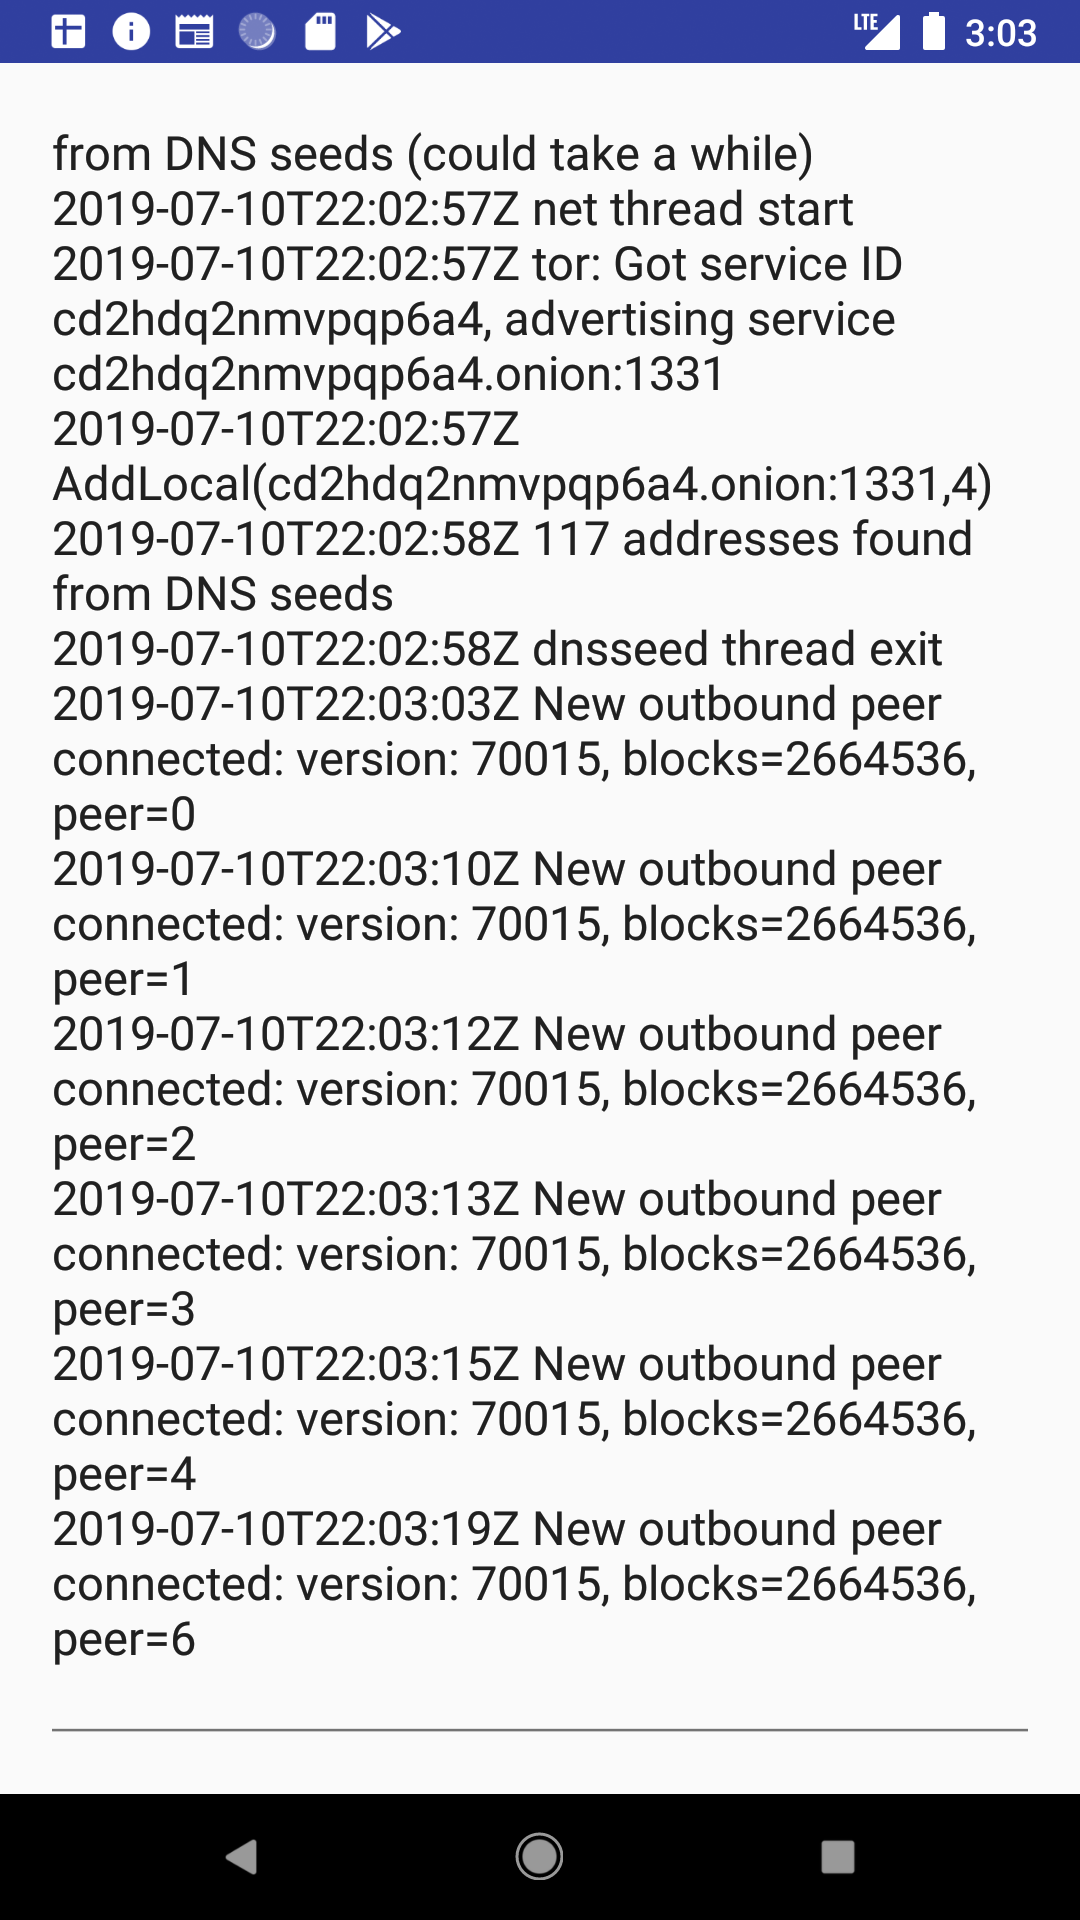 LTE 3:03
from DNS seeds (could take a while)
2019-07-10T22:02:57Z net thread start
2019-07-10T22:02:57Z tor: Got service ID
cd2hdq2nmvpqp6a4, advertising service
cd2hdq2nmvpqp6a4.onion:1331
2019-07-10T22:02:57Z
AddLocal(cd2hdq2nmvpqp6a4.onion:1331,4)
2019-07-10T22:02:58Z 117 addresses found
from DNS seeds
2019-07-10T22:02:58Z dnsseed thread exit
2019-07-10T22:03:03Z New outbound peer
connected: version: 70015, blocks=2664536,
peer=0
2019-07-10T22:03:10Z New outbound peer
connected: version: 70015, blocks=2664536,
peer=1
2019-07-10T22:03:12Z New outbound peer
connected: version: 70015, blocks=2664536,
peer=2
2019-07-10T22:03:13Z New outbound peer
connected: version: 70015, blocks=2664536,
peer=3
2019-07-10T22:03:15Z New outbound peer
connected: version: 70015, blocks=2664536,
peer=4
2019-07-10T22:03:19Z New outbound peer
connected: version: 70015, blocks=2664536,
peer=6